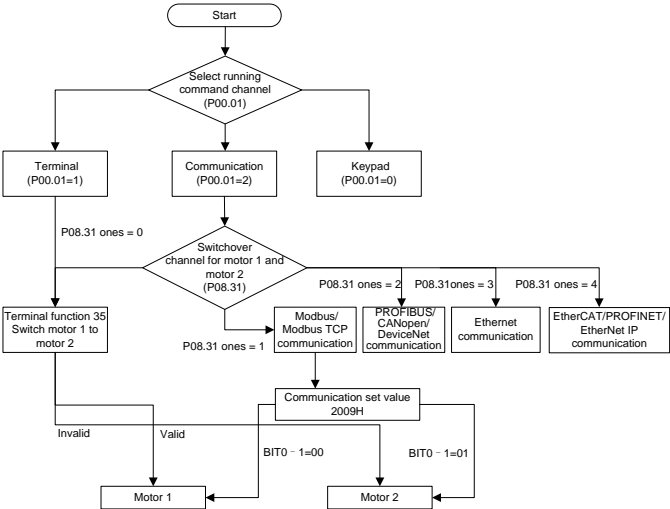 Start
Select running
command channel
(P00.01)
Terminal
(P00.01=1)
Communication
(P00.01=2)
Keypad
(P00.01=0)
P08.31 ones = 0
Switchover
channel for motor 1 and
motor 2
(P08.31)
P08.31 ones = 2
P08.31ones = 3
P08.31 ones = 4
Terminal function 35
Switch motor 1 to
motor 2
P08.31 ones = 1
Modbus/
Modbus TCP
communication
PROFIBUS/
CANopen/
DeviceNet
communication
Ethernet
communication
EtherCAT/PROFINET/
EtherNet IP
communication
Communication set value
2009H
Invalid
Valid
BIT0－1=00
BIT0－1=01
Motor 1
Motor 2